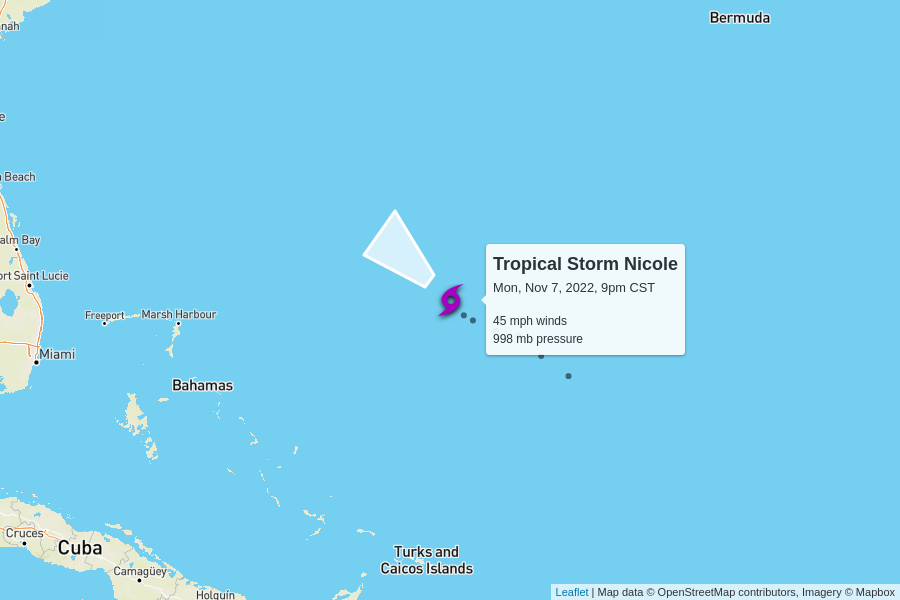 Bermuda
nah
e
n Beach
alm Bay
ort Saint Lucie
Freeport
Marsh Harbour
Miami
Bahamas
Tropical Storm Nicole
Mon, Nov 7, 2022, 9pm CST
45 mph winds
998 mb pressure
Cruces
Cuba
Camagüey
Holguín
Turks and
Caicos Islands
Leaflet | Map data © OpenStreetMap contributors, Imagery © Mapbox